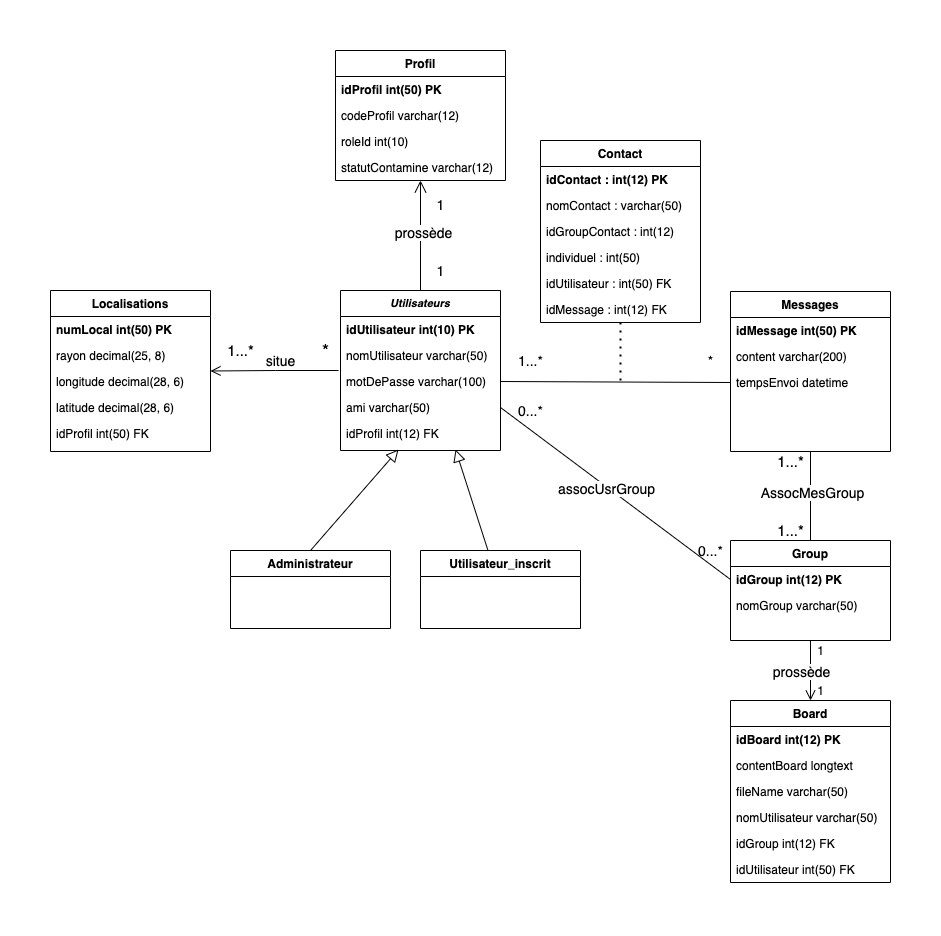 Profil
idProfil int(50) PK
codeProfil varchar(12)
roleId int(10)
statutContamine varchar(12)
1
prossède
1
Contact
idContact : int(12) PK
nomContact : varchar(50)
idGroupContact : int(12)
individuel : int(50)
idUtilisateur : int(50) FK
idMessage : int(12) FK
Localisations
numLocal int(50) PK
rayon decimal(25, 8)
longitude decimal(28, 6)
latitude decimal(28, 6)
idProfil int(50) FK
1...*
situe
*
Utilisateurs
idUtilisateur int(10) PK
nomUtilisateur varchar(50)
motDePasse varchar(100)
ami varchar(50)
idProfil int(12) FK
1...*
*
Messages
idMessage int(50) PK
content varchar(200)
tempsEnvoi datetime
0...*
assocUsrGroup
0...*
1...*
AssocMesGroup
1...*
Administrateur
Utilisateur_inscrit
Group
idGroup int(12) PK
nomGroup varchar(50)
1
prossède
1
Board
idBoard int(12) PK
contentBoard longtext
fileName varchar(50)
nomUtilisateur varchar(50)
idGroup int(12) FK
idUtilisateur int(50) FK